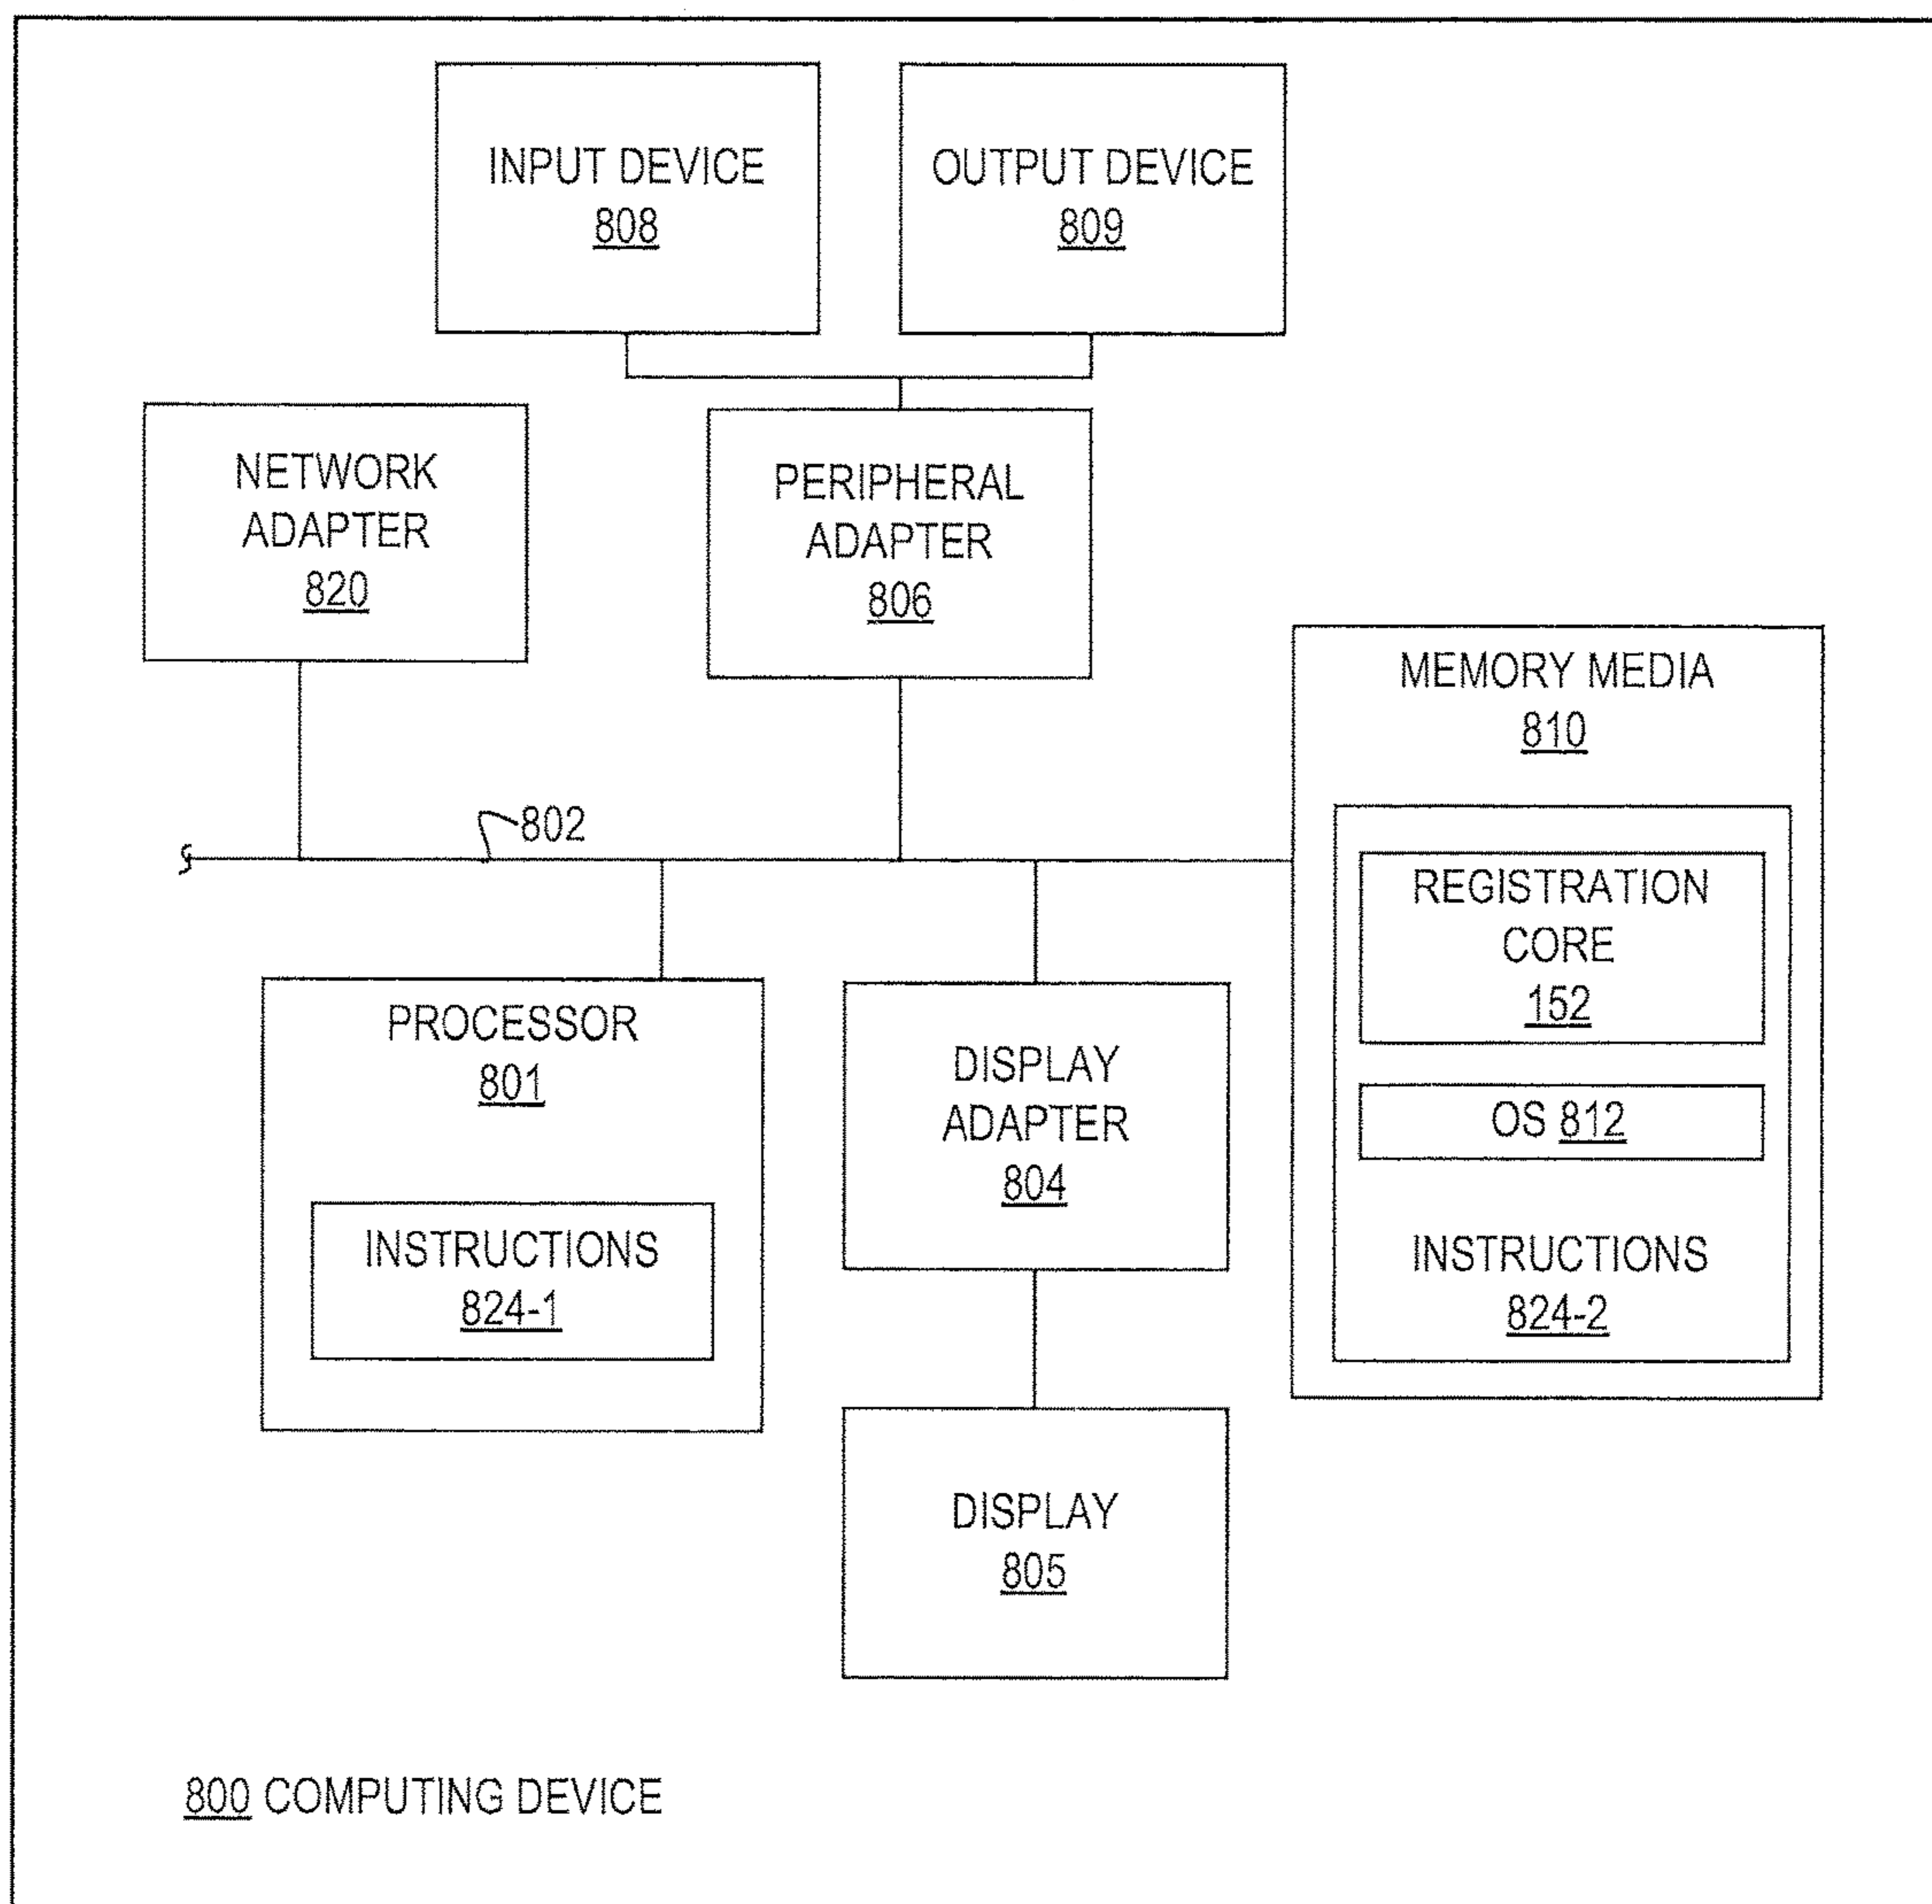 INPUT DEVICE
808
OUTPUT DEVICE
809
NETWORK
ADAPTER
820
PERIPHERAL
ADAPTER
806
MEMORY MEDIA
810
802
REGISTRATION
CORE
152
OS 812
INSTRUCTIONS
824-2
PROCESSOR
801
INSTRUCTIONS
824-1
DISPLAY
ADAPTER
804
DISPLAY
805
800 COMPUTING DEVICE